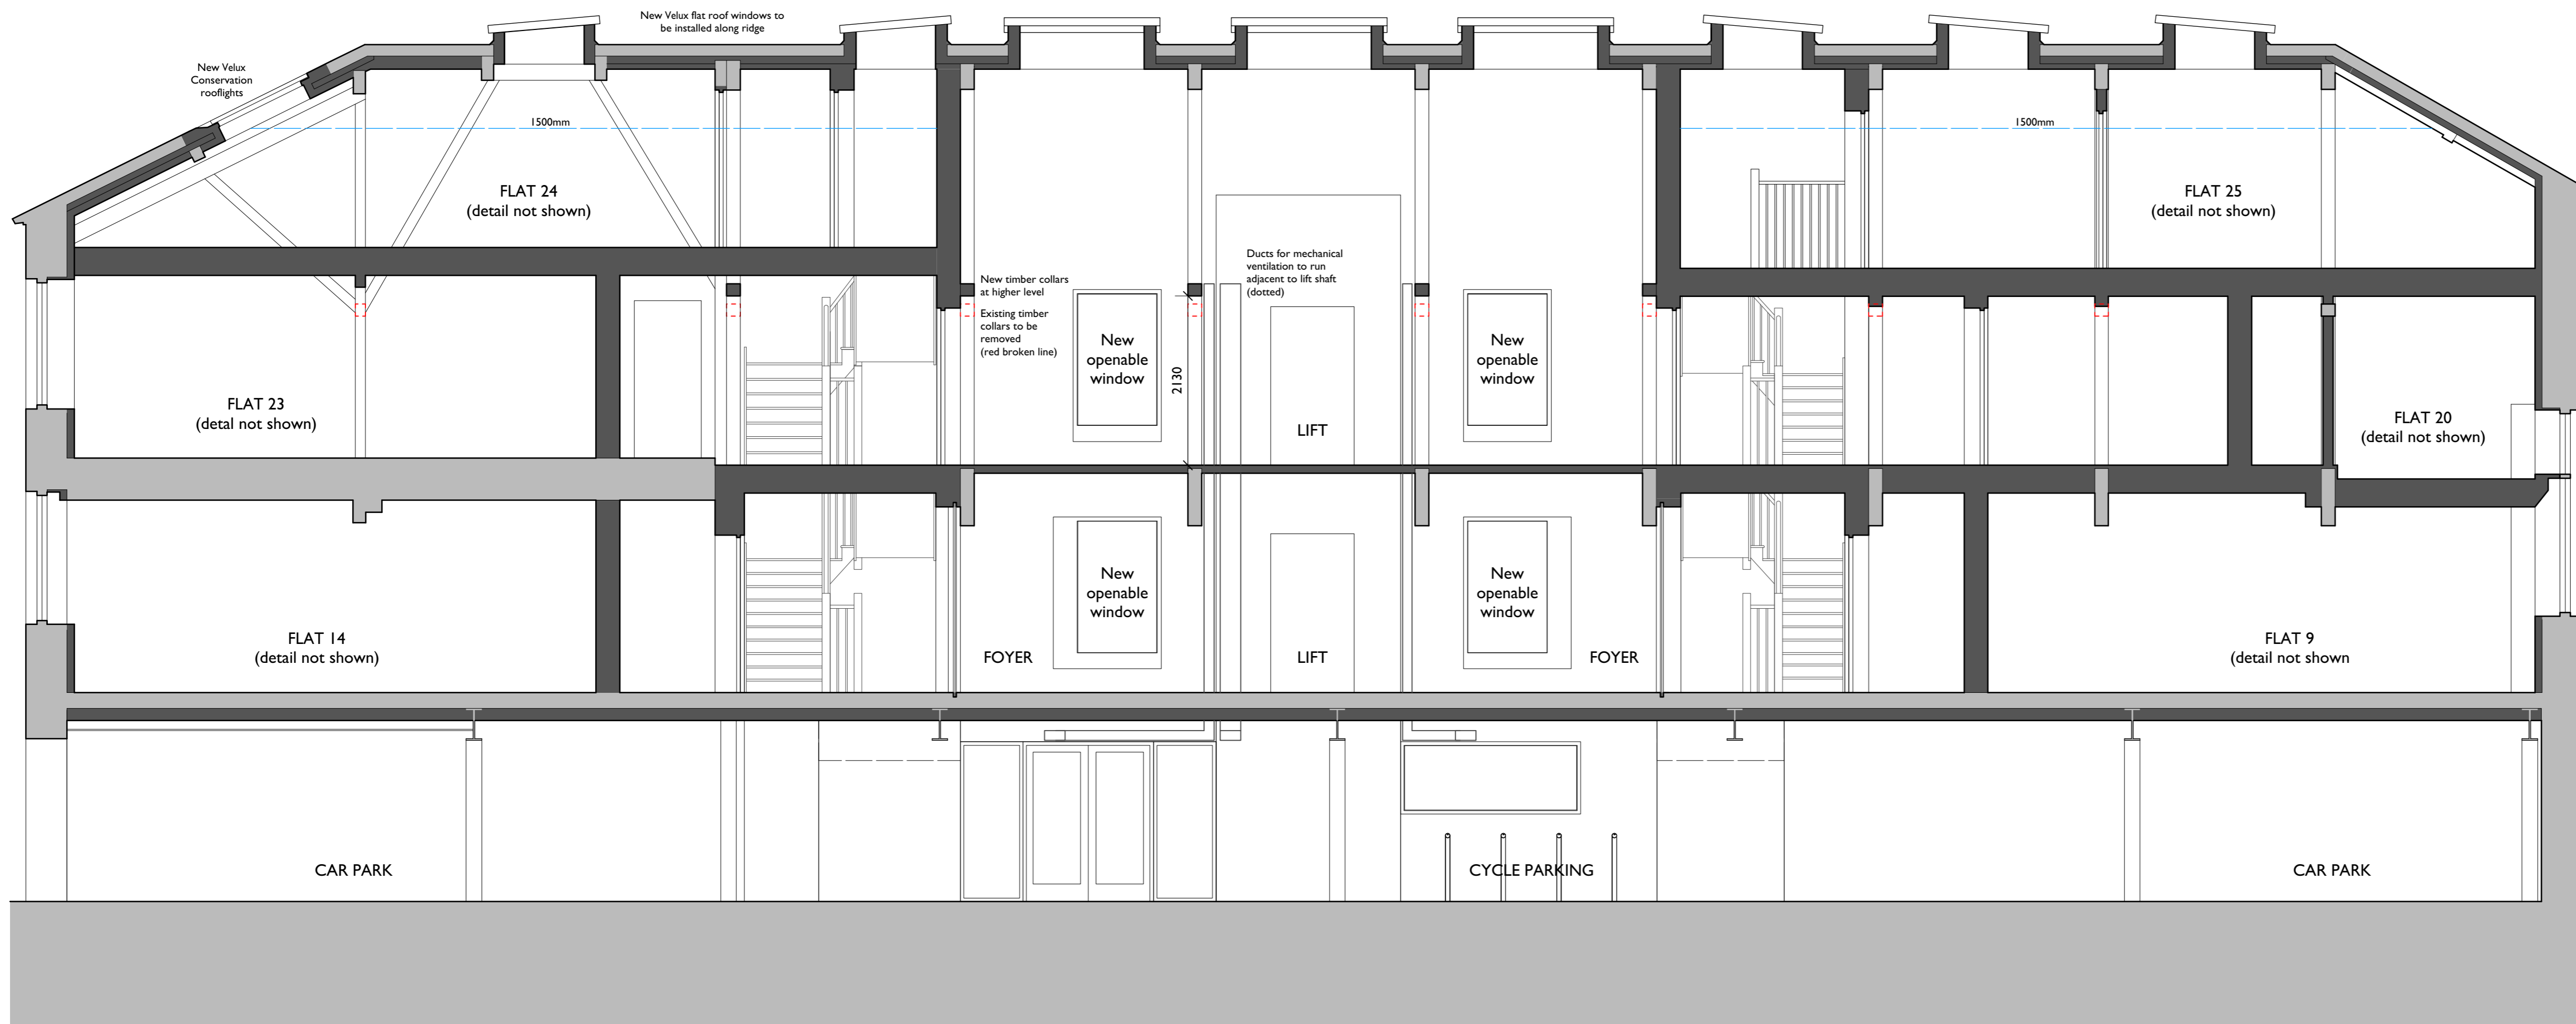 New Velux flat roof windows to
be installed along ridge
New Velux
Conservation
rooflights
1500mm
1500mm
FLAT 24
(detail not shown)
FLAT 25
(detail not shown)
Ducts for mechanical
ventilation to run
adjacent to lift shaft
(dotted)
New timber collars
at higher level
Existing timber
collars to be
removed
(red broken line)
New
openable
window
2130
New
openable
window
FLAT 23
(detal not shown)
LIFT
FLAT 20
(detail not shown)
New
openable
window
New
openable
window
FLAT 14
(detail not shown)
FOYER
LIFT
FOYER
FLAT 9
(detail not shown
CAR PARK
CYCLE PARKING
CAR PARK